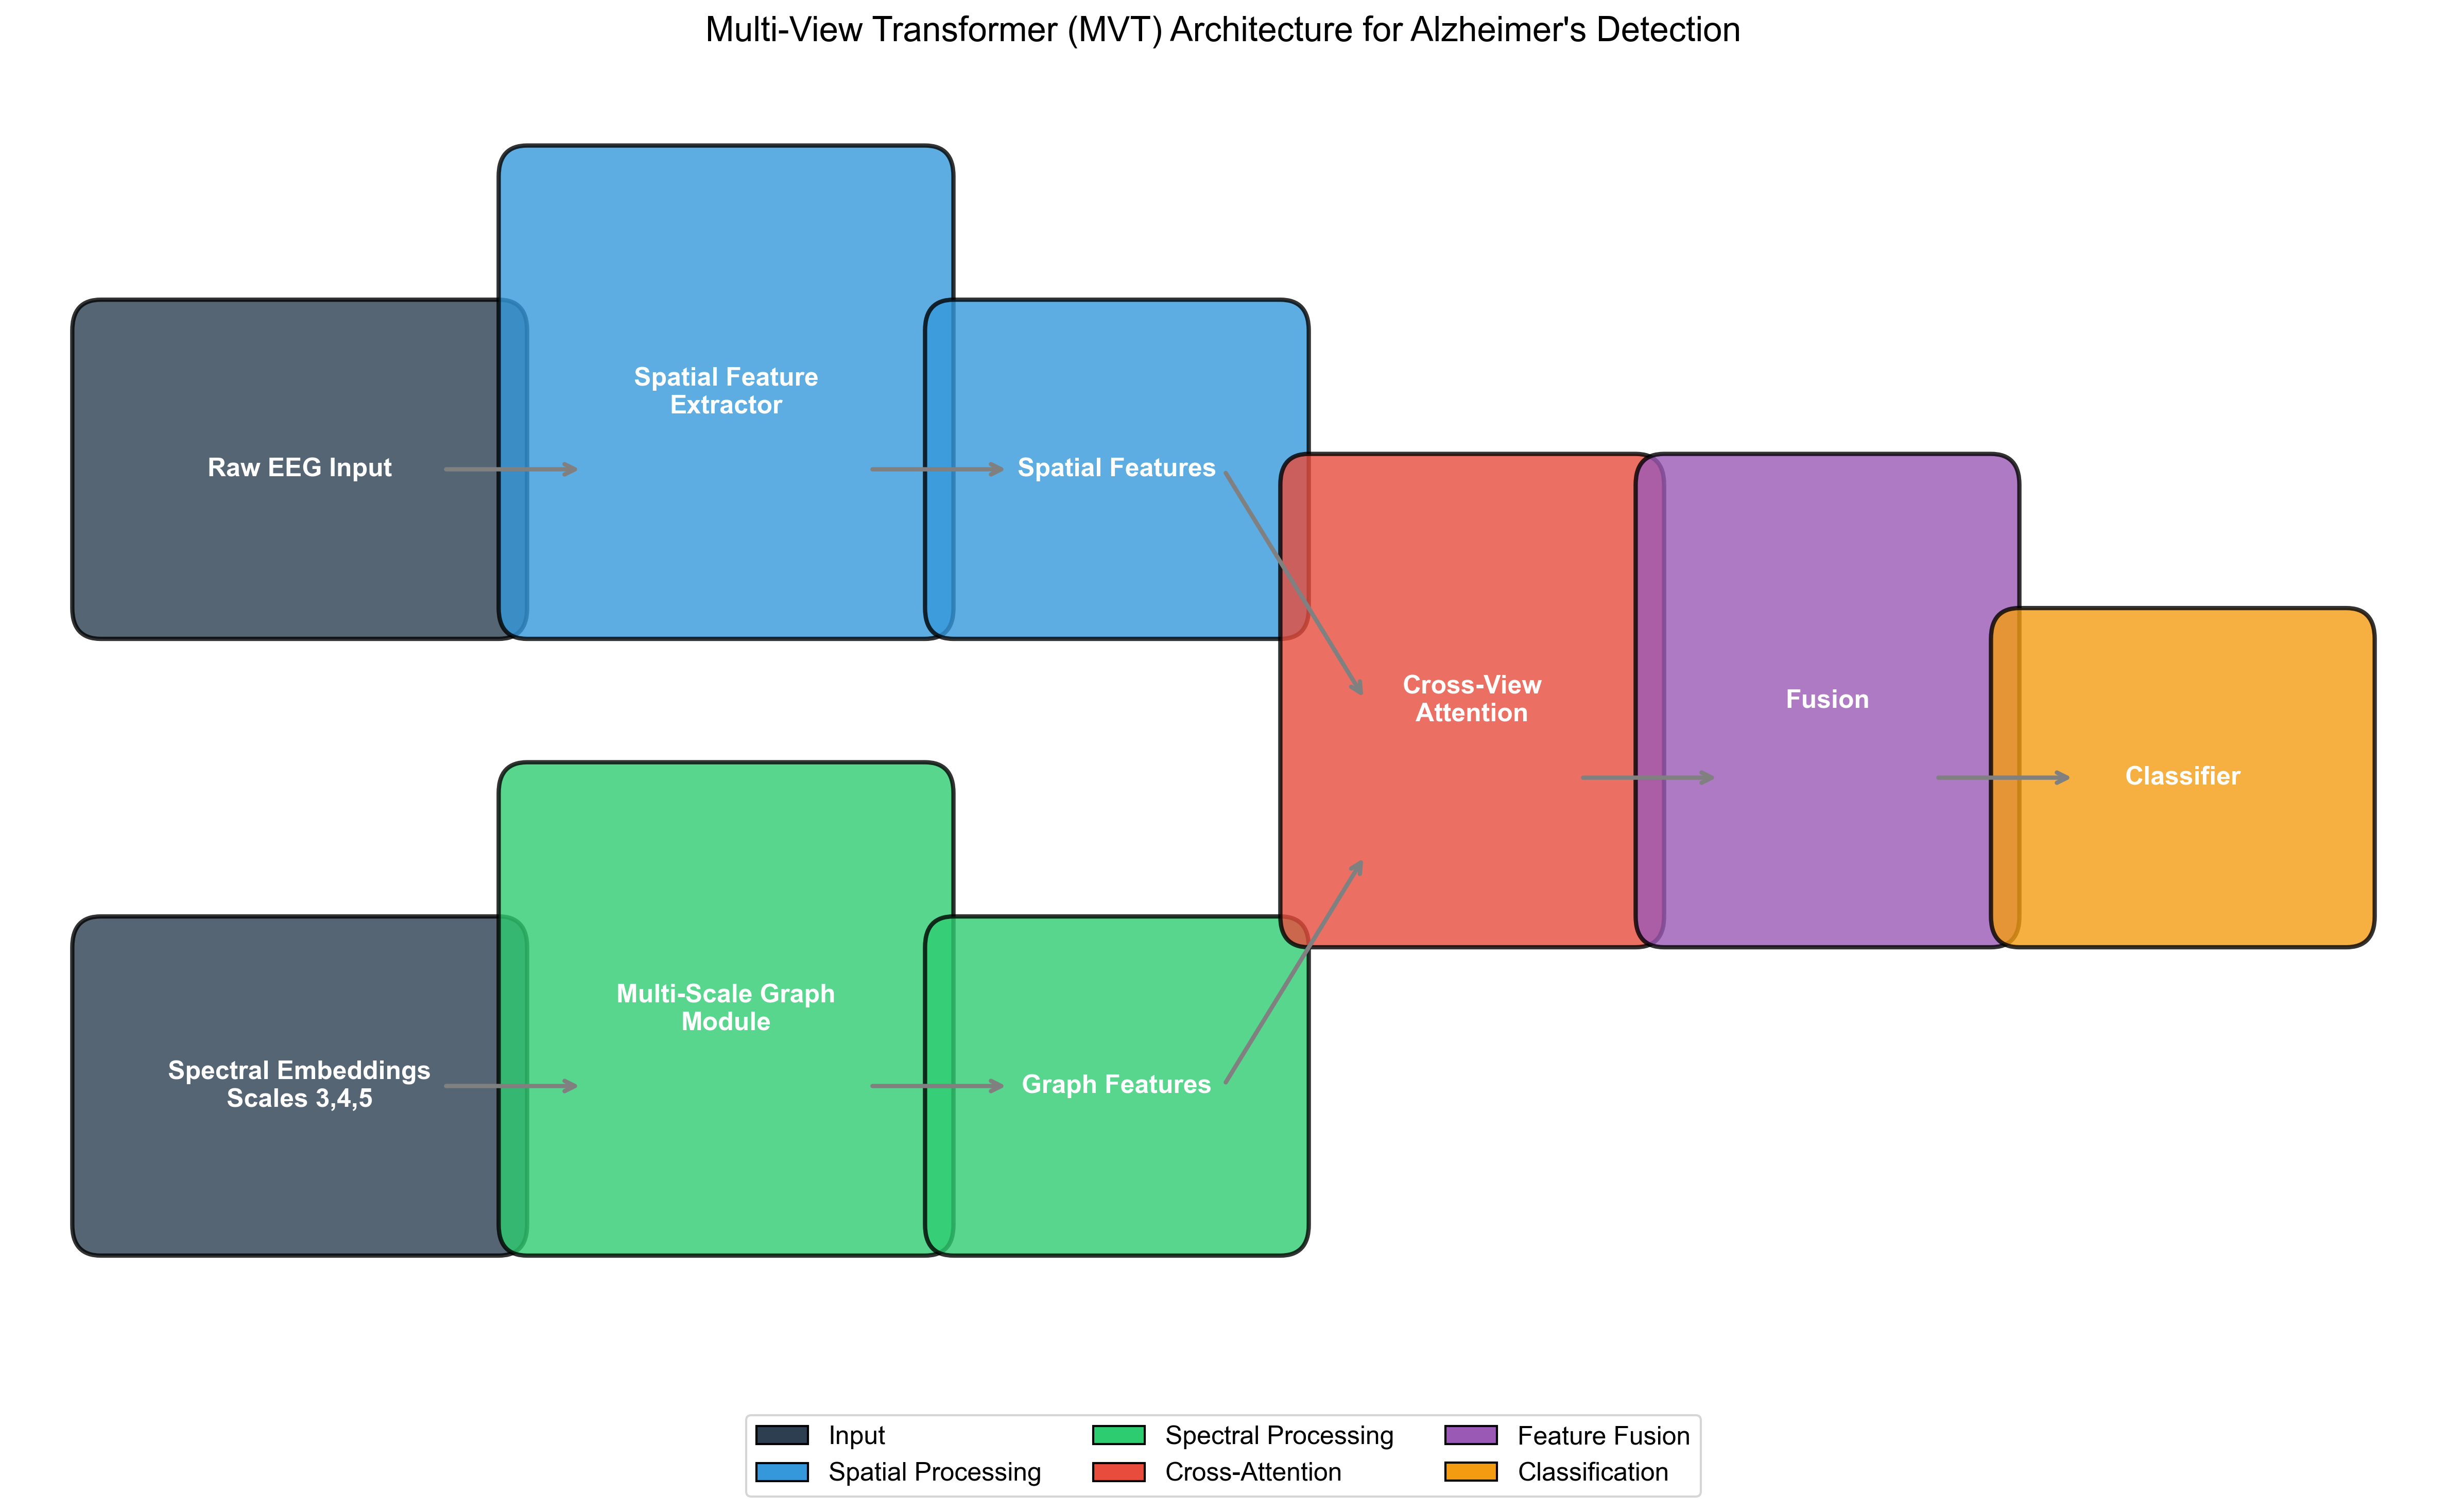 Multi-View Transformer (MVT) Architecture for Alzheimer's Detection
Spatial Feature
Extractor
Raw EEG Input
Spatial Features
Cross-View
Attention
Fusion
Classifier
Multi-Scale Graph
Module
Spectral Embeddings
Scales 3,4,5
Graph Features
Input
Spatial Processing
Spectral Processing
Cross-Attention
Feature Fusion
Classification